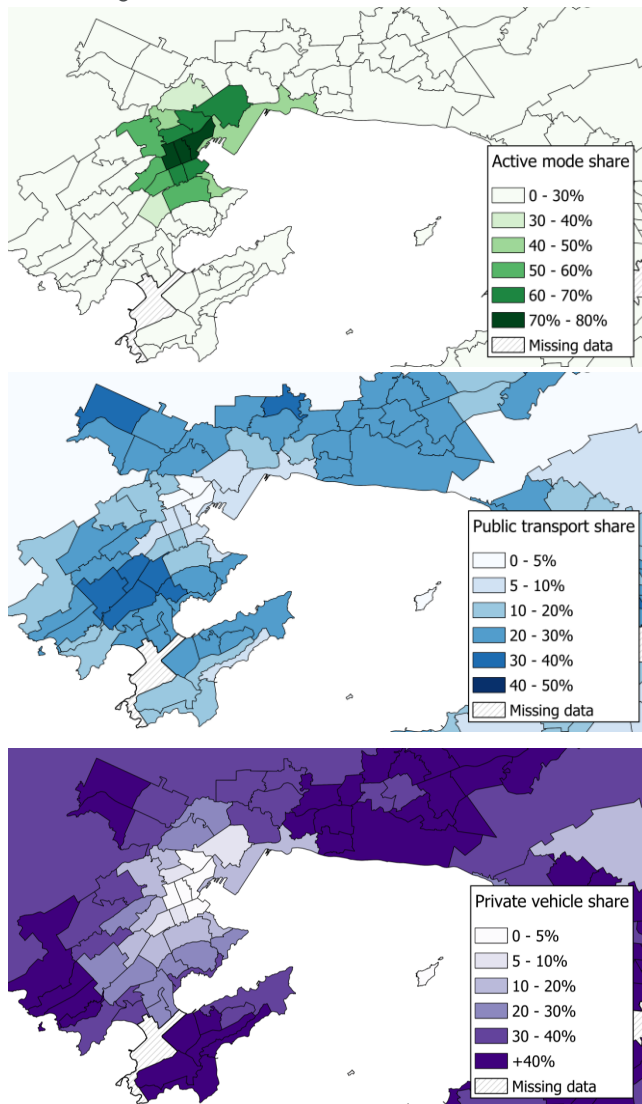 Active mode share
0 - 30%
30 - 40%
40 - 50%
50 - 60%
60 - 70%
70% - 80%
Missing data
Public transport share
0 - 5%
5 - 10%
10 - 20%
20 - 30%
30 - 40%
40 - 50%
Missing data
Private vehicle share
0 - 5%
5 - 10%
10 - 20%
20 - 30%
30 - 40%
+40%
Missing data